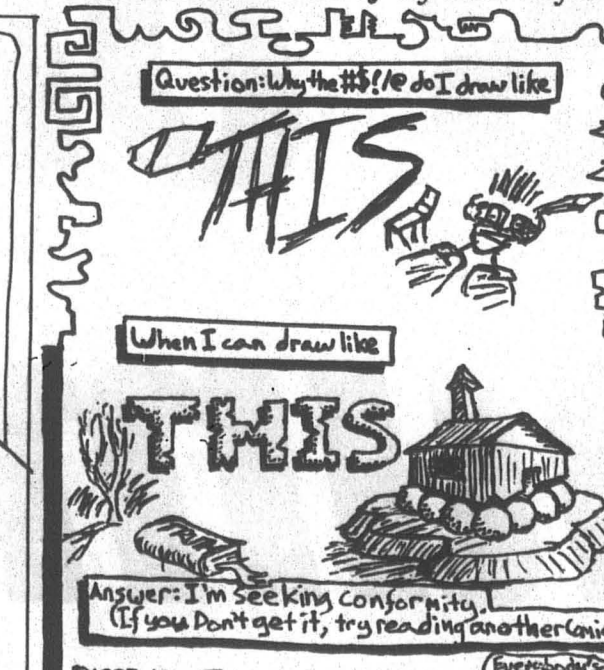 Question: Why the #$!/@ do I draw like
THIS
When I can draw like
THIS
Answer: I'm seeking conformity.
(If you Don't get it, try reading another